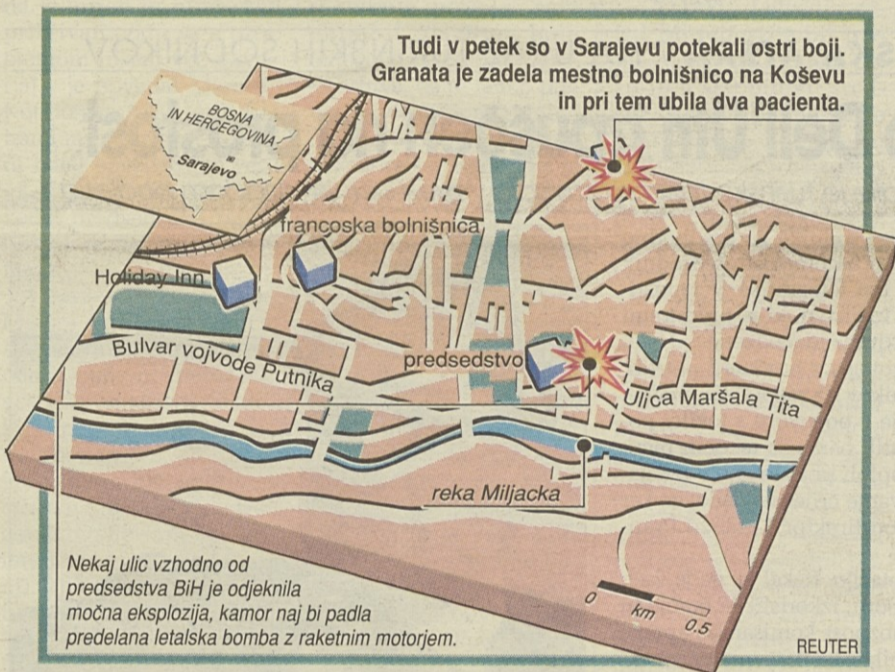 Tudi v petek so v Sarajevu potekali ostri boji.
Granata je zadela mestno bolnišnico na Koševu
in pri tem ubila dva pacienta.
BOSNA
IN HERCEGOVINA
Sarajevo
francoska bolnišnica
Holiday Inn
Bulvar vojvode Putnika
predsedstvo
Ulica Maršala Tita
reka Miljacka
Nekaj ulic vzhodno od
predsedstva BiH je odjeknila
močna eksplozija, kamor naj bi padla
predelana letalska bomba z raketnim motorjem.
0 km 0.5
REUTER